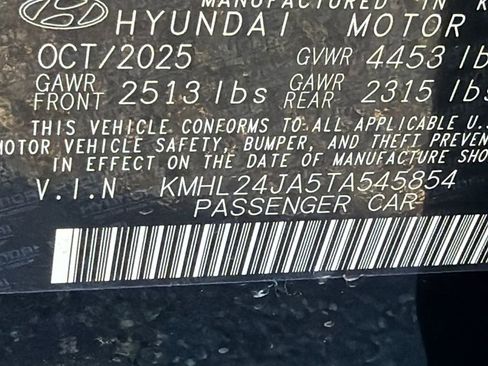 MANUFACTURED IN
HYUNDAI MOTOR
OCT/2025 GVWR 4453 lb
GAWR FRONT 2513 lbs GAWR REAR 2315 lbs
THIS VEHICLE CONFORMS TO ALL APPLICABLE U.S
MOTOR VEHICLE SAFETY, BUMPER, AND THEFT PREVEN
IN EFFECT ON THE DATE OF MANUFACTURE SHO
V.I.N KMHL24JA5TA545854
PASSENGER CAR